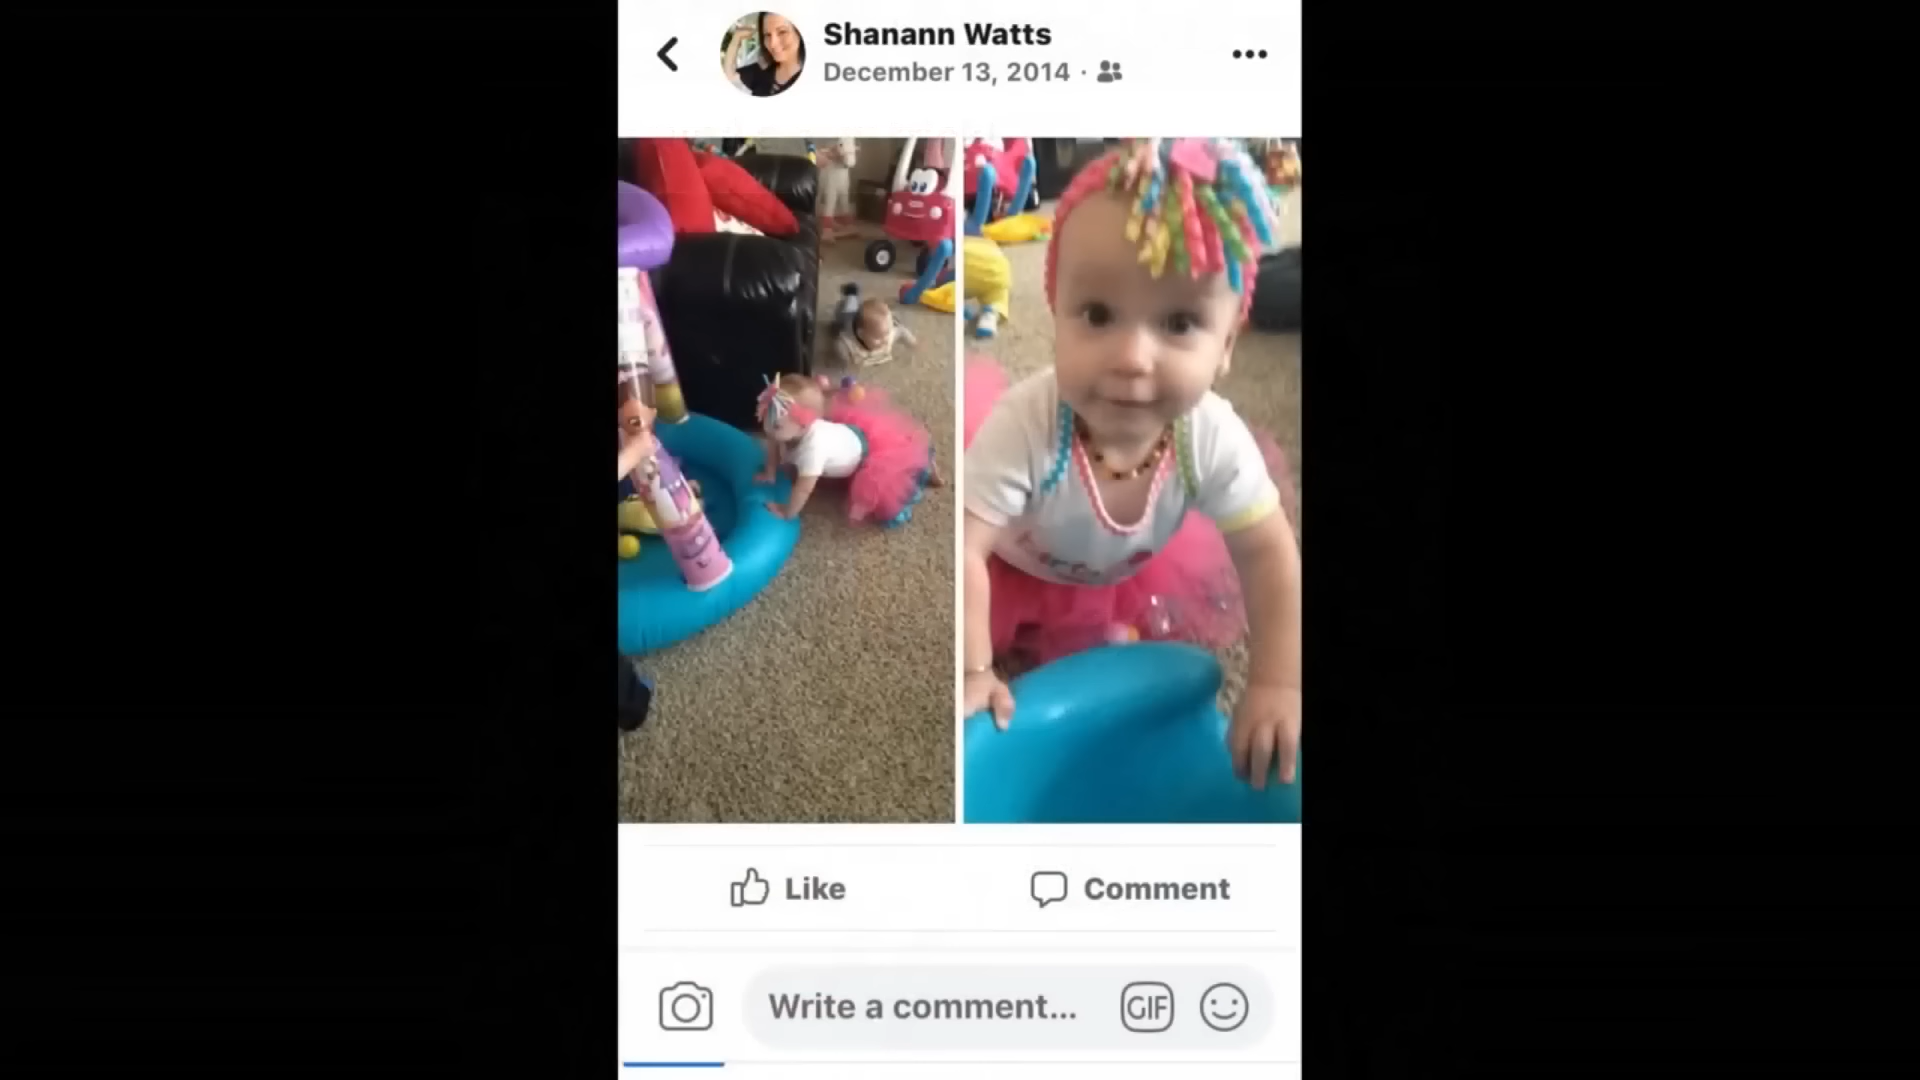 Shanann Watts
December 13, 2014 ·
Like
Comment
Write a comment...
GIF